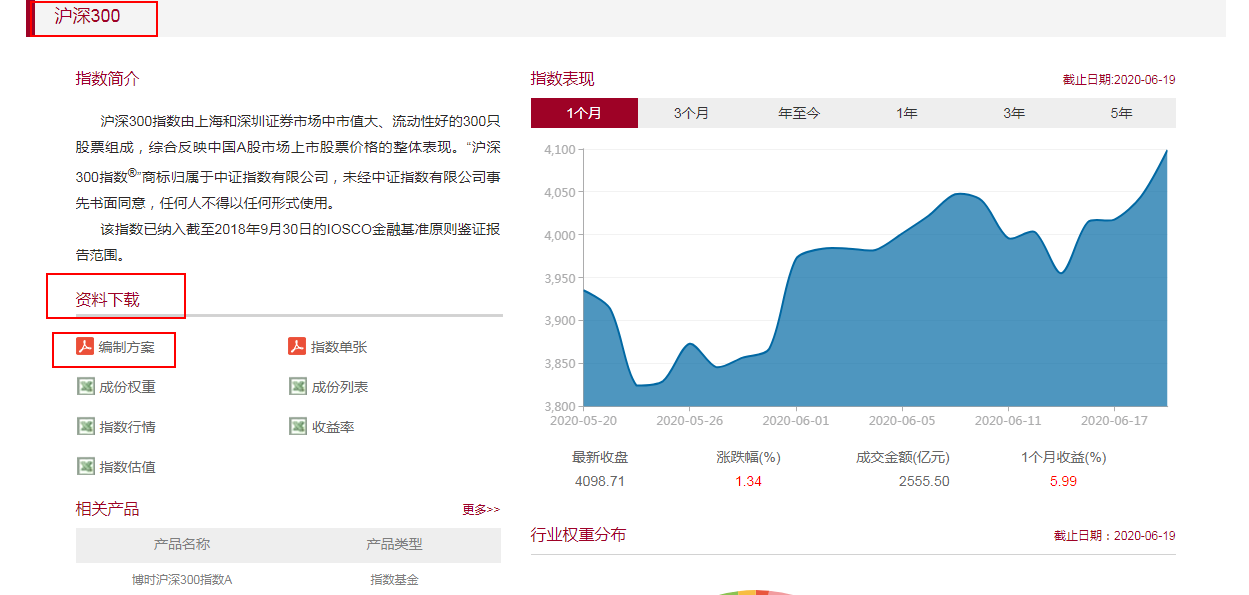 沪深300
指数简介
沪深300指数由上海和深圳证券市场中市值大、流动性好的300只
股票组成，综合反映中国A股市场上市股票价格的整体表现。“沪深
300指数®”商标归属于中证指数有限公司，未经中证指数有限公司事
先书面同意，任何人不得以任何形式使用。
该指数已纳入截至2018年9月30日的IOSCO金融基准原则鉴证报
告范围。
资料下载
编制方案 指数单张
成份权重 成份列表
指数行情 收益率
指数估值
相关产品 更多>>
产品名称 产品类型
博时沪深300指数A 指数基金
指数表现 截止日期:2020-06-19
1个月 3个月 年至今 1年 3年 5年
4,100
4,050
4,000
3,950
3,900
3,850
3,800
2020-05-20 2020-05-26 2020-06-01 2020-06-05 2020-06-11 2020-06-17
最新收盘 涨跌幅(%) 成交金额(亿元) 1个月收益(%)
4098.71 1.34 2555.50 5.99
行业权重分布 截止日期：2020-06-19